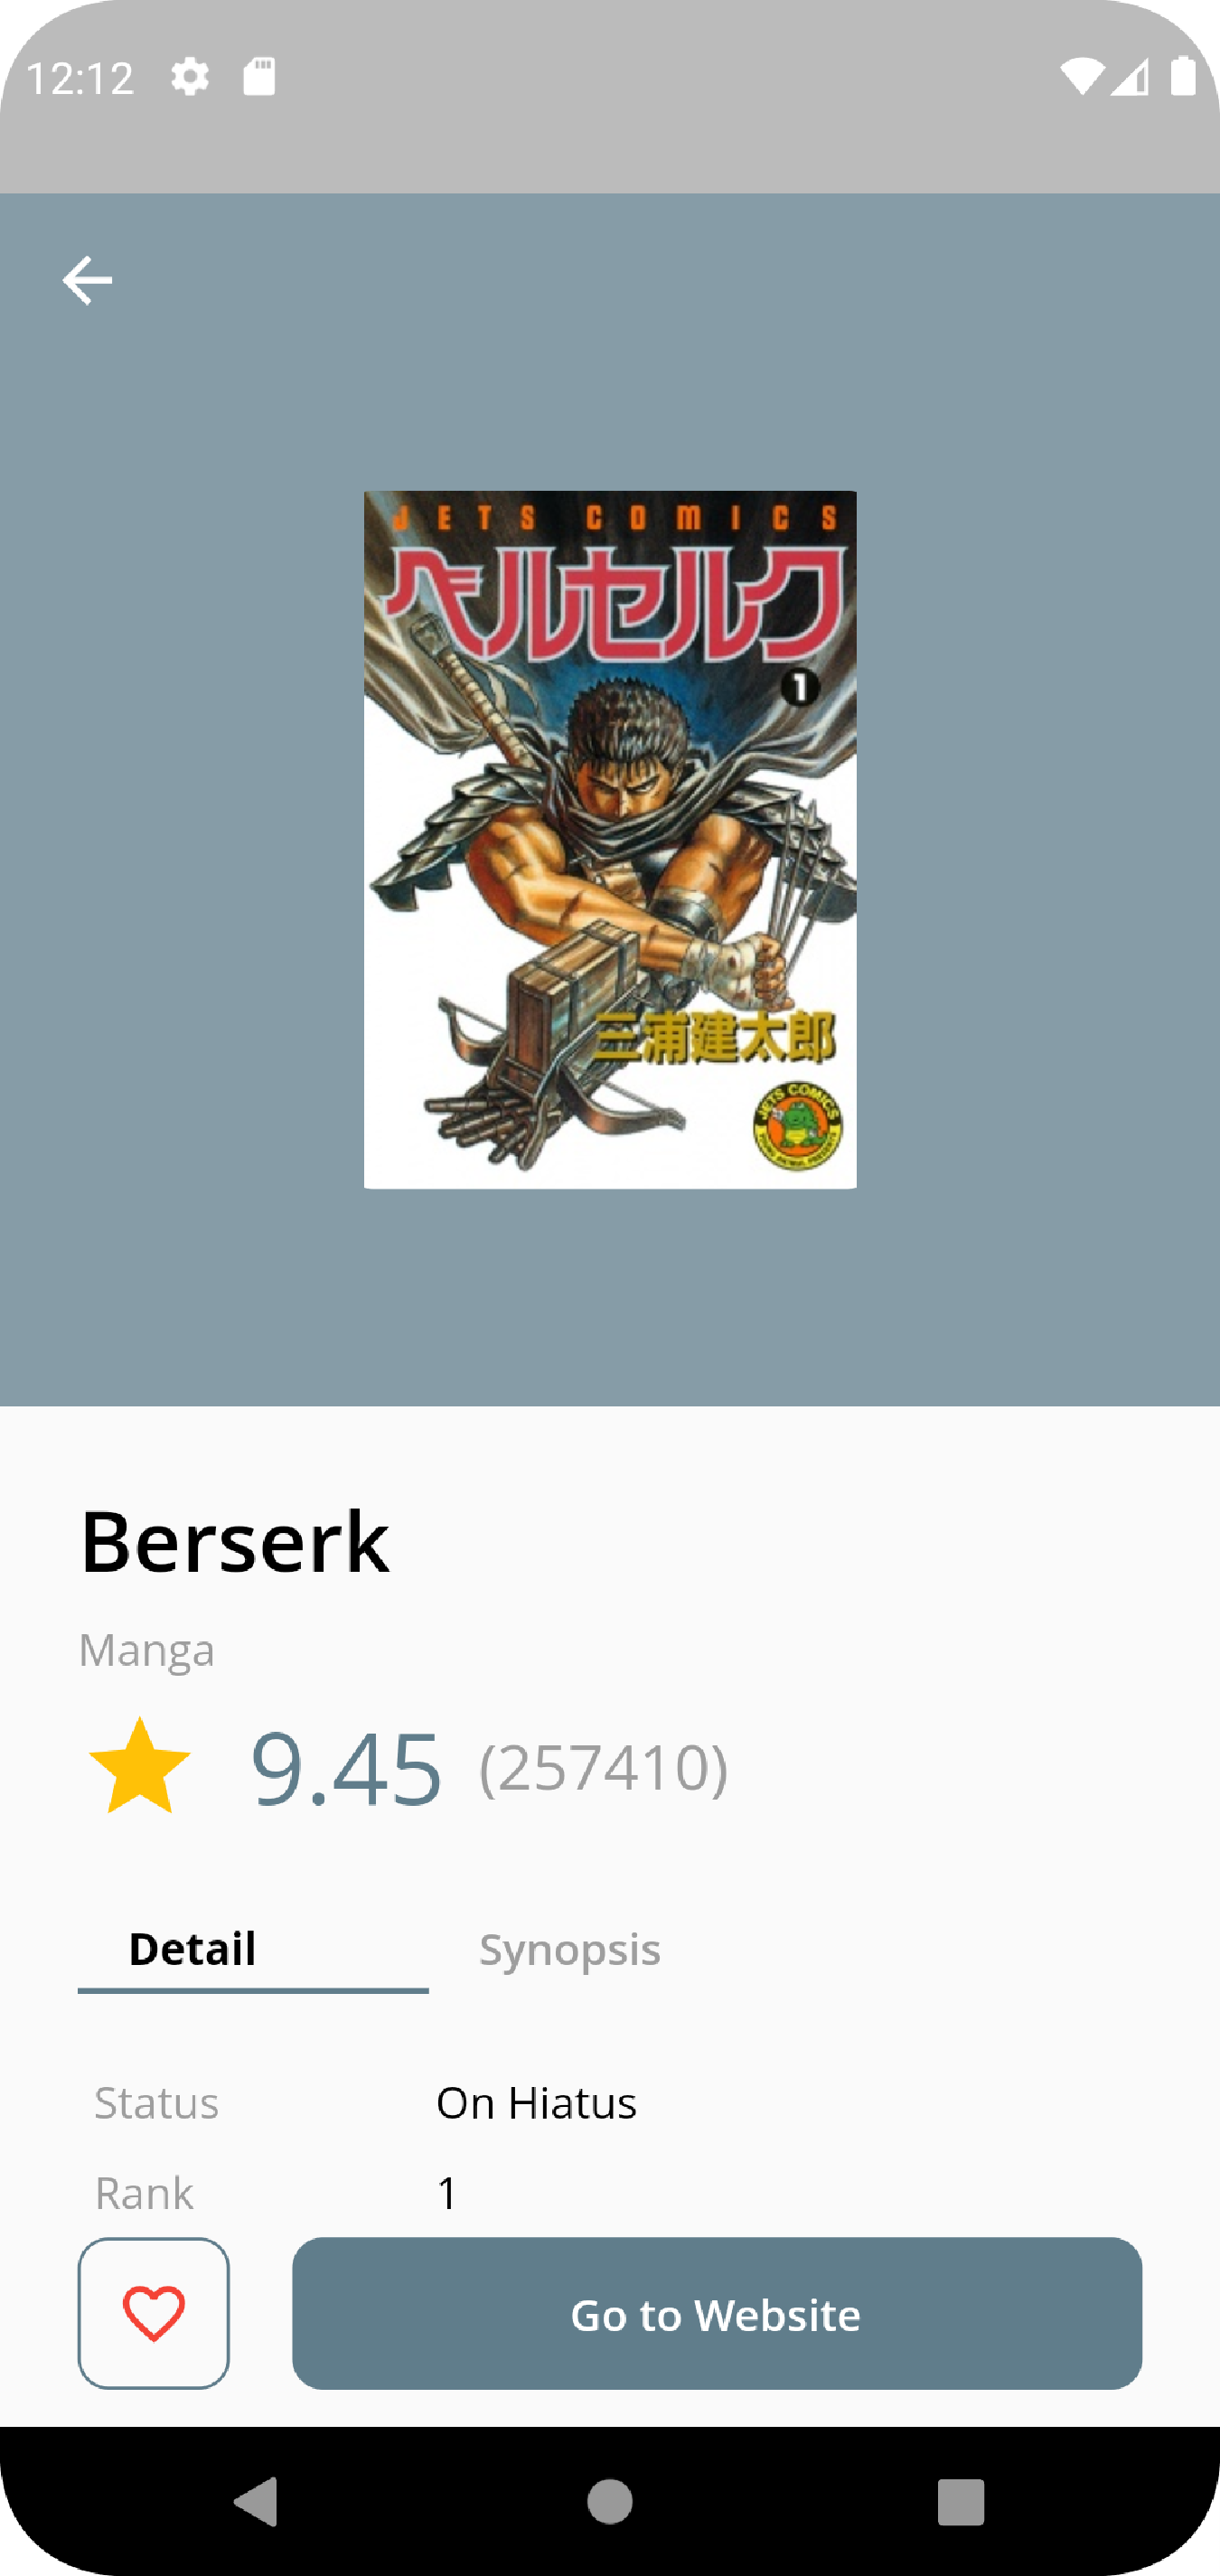 12:12
JETS COMICS
ベルセルク
1
三浦建太郎
JETS COMICS
Berserk
Manga
9.45 (257410)
Detail Synopsis
Status On Hiatus
Rank 1
Go to Website